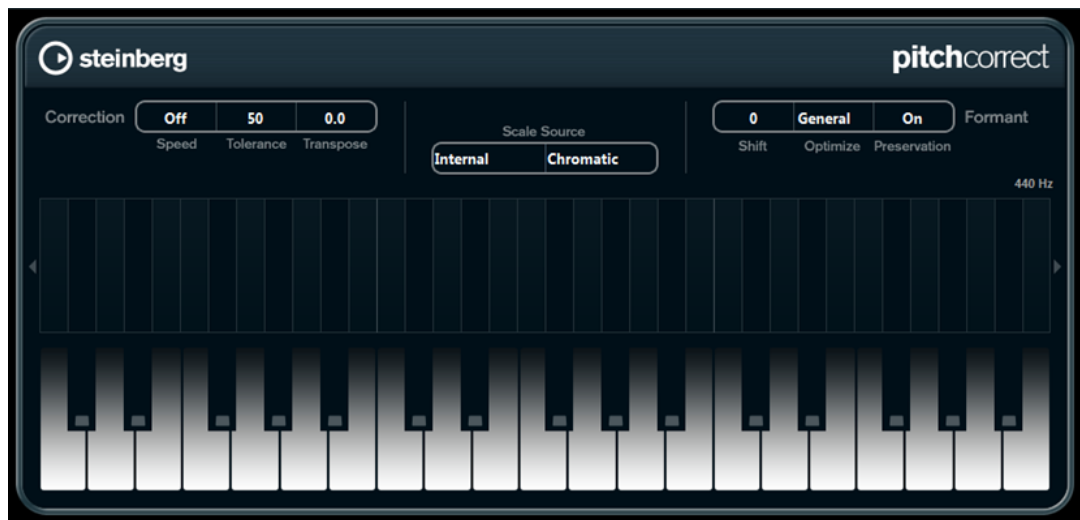 steinberg
pitchcorrect
Correction Off 50 0.0
Speed Tolerance Transpose
Scale Source
Internal Chromatic
0 General On Formant
Shift Optimize Preservation
440 Hz